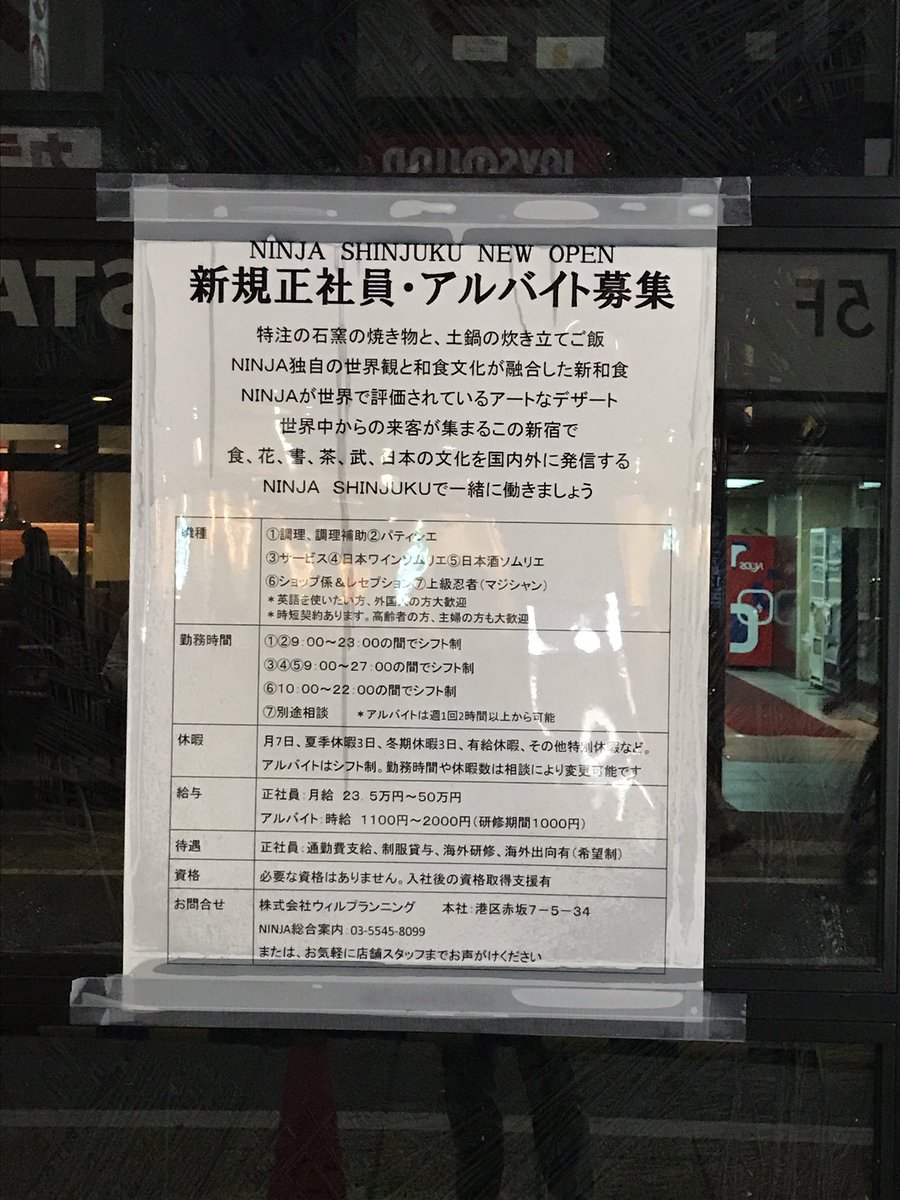 カラ
NINJA SHINJUKU NEW OPEN
新規正社員・アルバイト募集
特注の石窯の焼き物と、土鍋の炊き立てご飯
NINJA独自の世界観と和食文化が融合した新和食
NINJAが世界で評価されているアートなデザート
世界中からの来客が集まるこの新宿で
食、花、書、茶、武、日本の文化を国内外に発信する
NINJA SHINJUKUで一緒に働きましょう
職種 ①調理、調理補助②パティシエ
③サービス④日本ワインソムリエ⑤日本酒ソムリエ
⑥ショップ係&レセプション⑦上級忍者(マジシャン)
*英語を使いたい方、外国人の方大歓迎
*時短契約あります。高齢者の方、主婦の方も大歓迎
勤務時間 ①②9:00〜23:00の間でシフト制
③④⑤9:00〜27:00の間でシフト制
⑥10:00〜22:00の間でシフト制
⑦別途相談 *アルバイトは週1回2時間以上から可能
休暇 月7日、夏季休暇3日、冬期休暇3日、有給休暇、その他特別休暇など。
アルバイトはシフト制。勤務時間や休暇数は相談により変更可能です
給与 正社員:月給 23.5万円〜50万円
アルバイト:時給 1100円〜2000円(研修期間1000円)
待遇 正社員:通勤費支給、制服貸与、海外研修、海外出向有(希望制)
資格 必要な資格はありません。入社後の資格取得支援有
お問合せ 株式会社ウィルプランニング 本社:港区赤坂7-5-34
NINJA総合案内:03-5545-8099
または、お気軽に店舗スタッフまでお声がけください
STA
5F